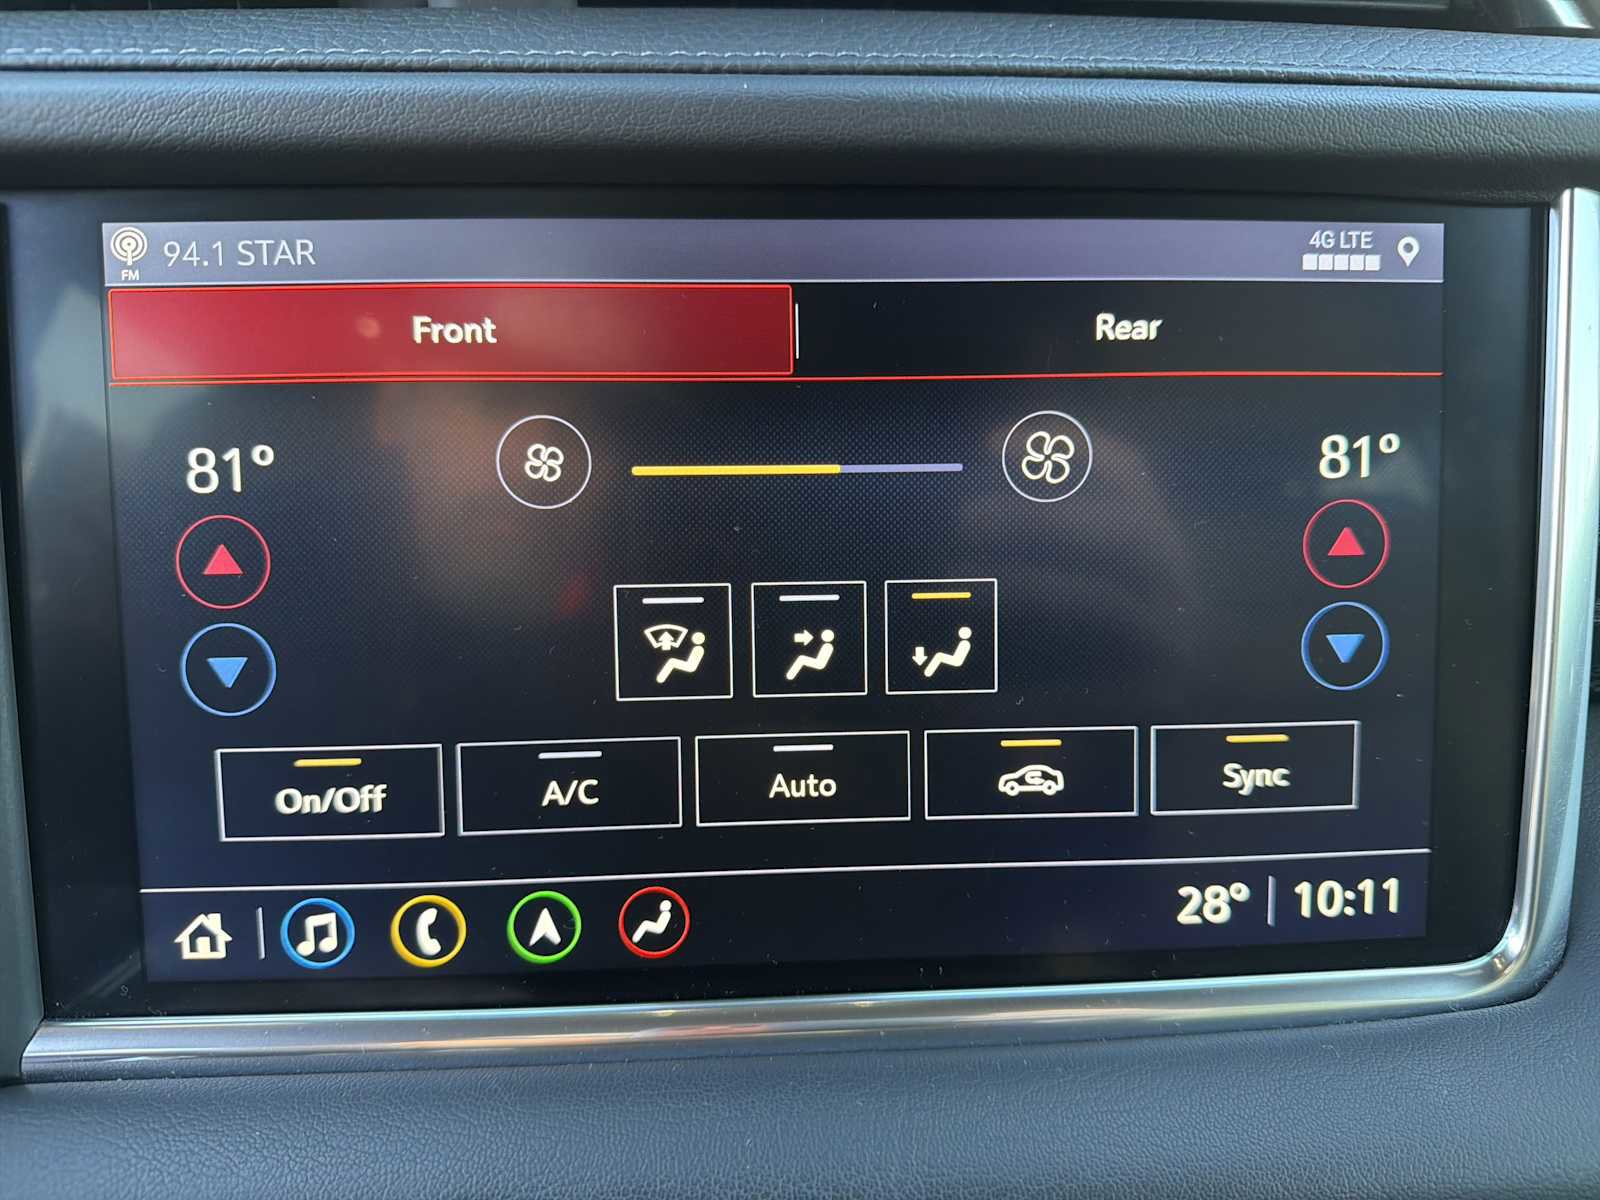 94.1 STAR
FM
4G LTE
Front
Rear
81°
81°
On/Off
A/C
Auto
Sync
28° 10:11